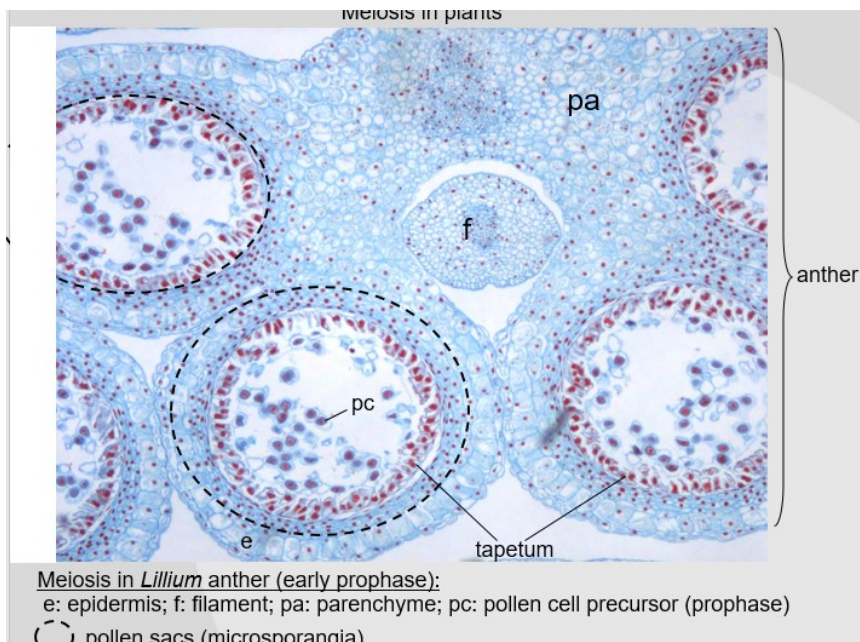 Meiosis in plants
pa
f
anther
pc
e
tapetum
Meiosis in Lillium anther (early prophase):
e: epidermis; f: filament; pa: parenchyme; pc: pollen cell precursor (prophase)
pollen sacs (microsporangia)